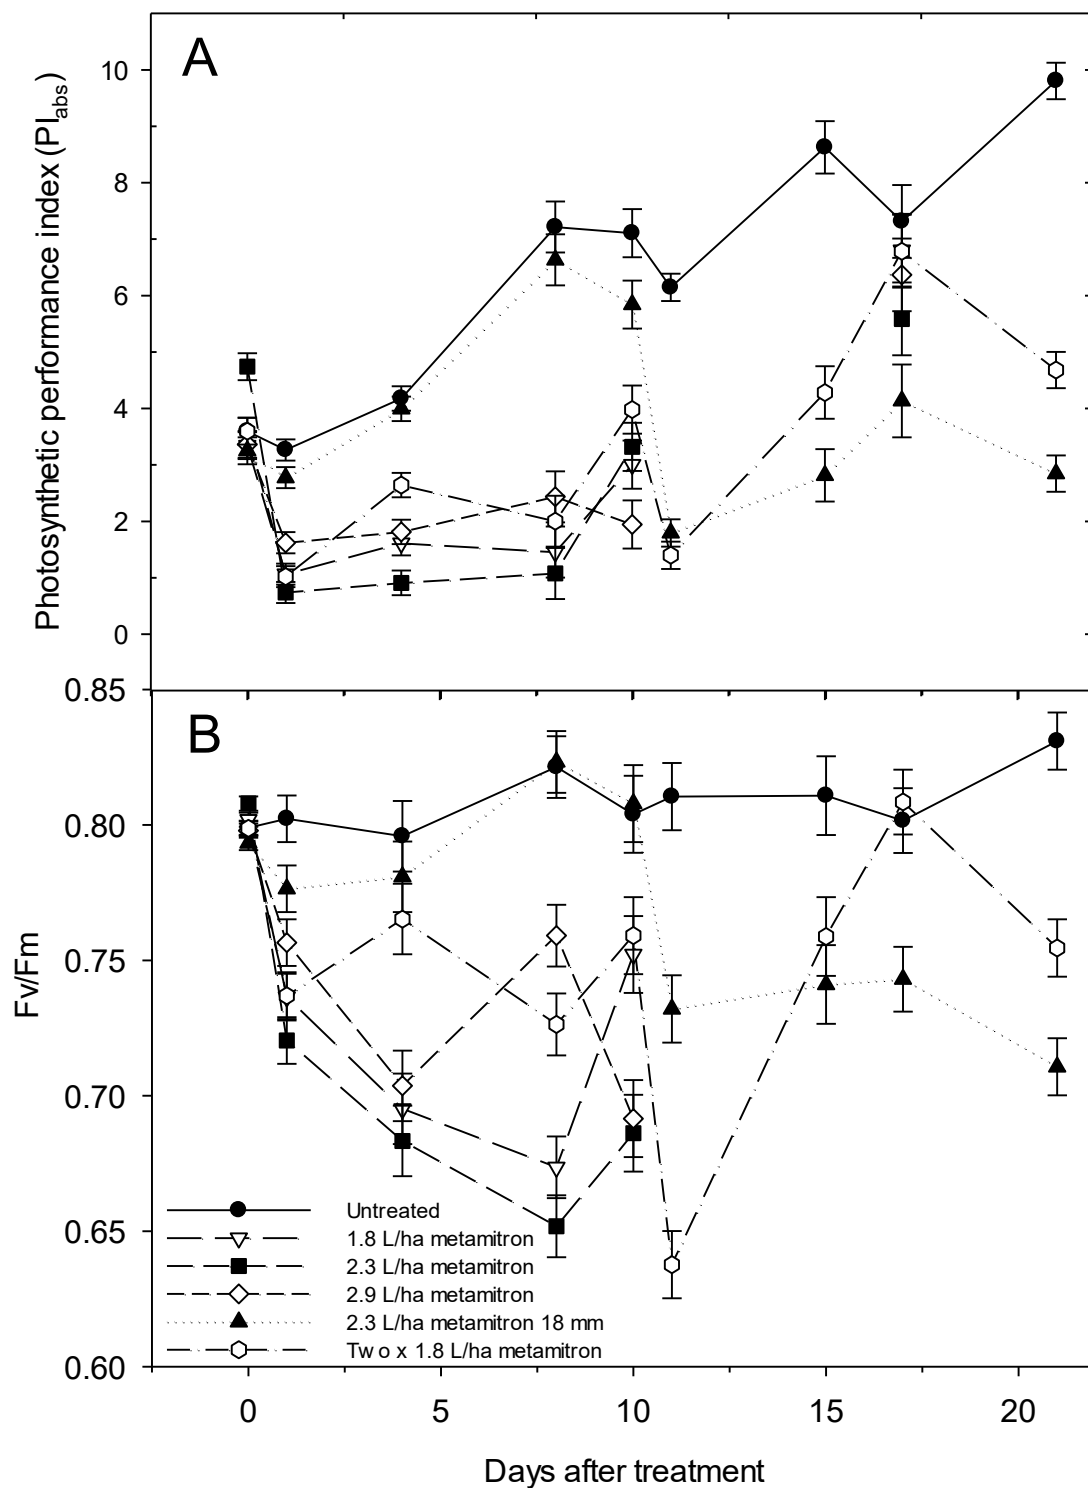 A
Photosynthetic performance index (PIabs)
10
8
6
4
2
0
B
Fv/Fm
0.85
0.80
0.75
0.70
0.65
0.60
Untreated
1.8 L/ha metamitron
2.3 L/ha metamitron
2.9 L/ha metamitron
2.3 L/ha metamitron 18 mm
Two x 1.8 L/ha metamitron
0 5 10 15 20
Days after treatment